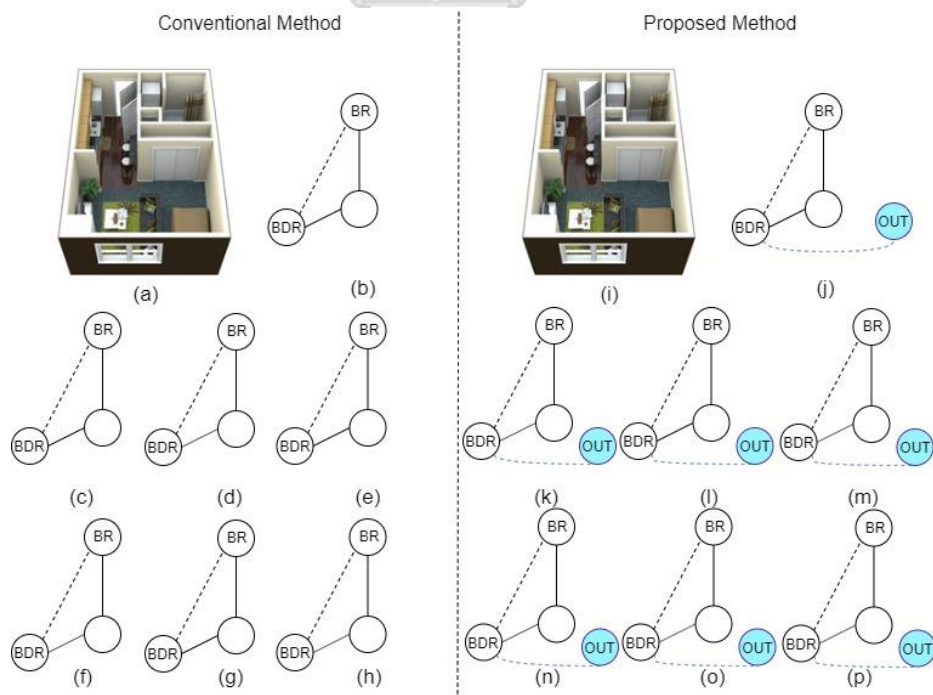 Conventional Method
BR
BDR
(a)
(b)
BR
BR
BR
BDR
BDR
BDR
(c)
(d)
(e)
BR
BR
BR
BDR
BDR
BDR
(f)
(g)
(h)
Proposed Method
BR
BDR
OUT
(i)
(j)
BR
BR
BR
BDR
OUT
BDR
OUT
BDR
OUT
(k)
(l)
(m)
BR
BR
BR
BDR
OUT
BDR
OUT
BDR
OUT
(n)
(o)
(p)